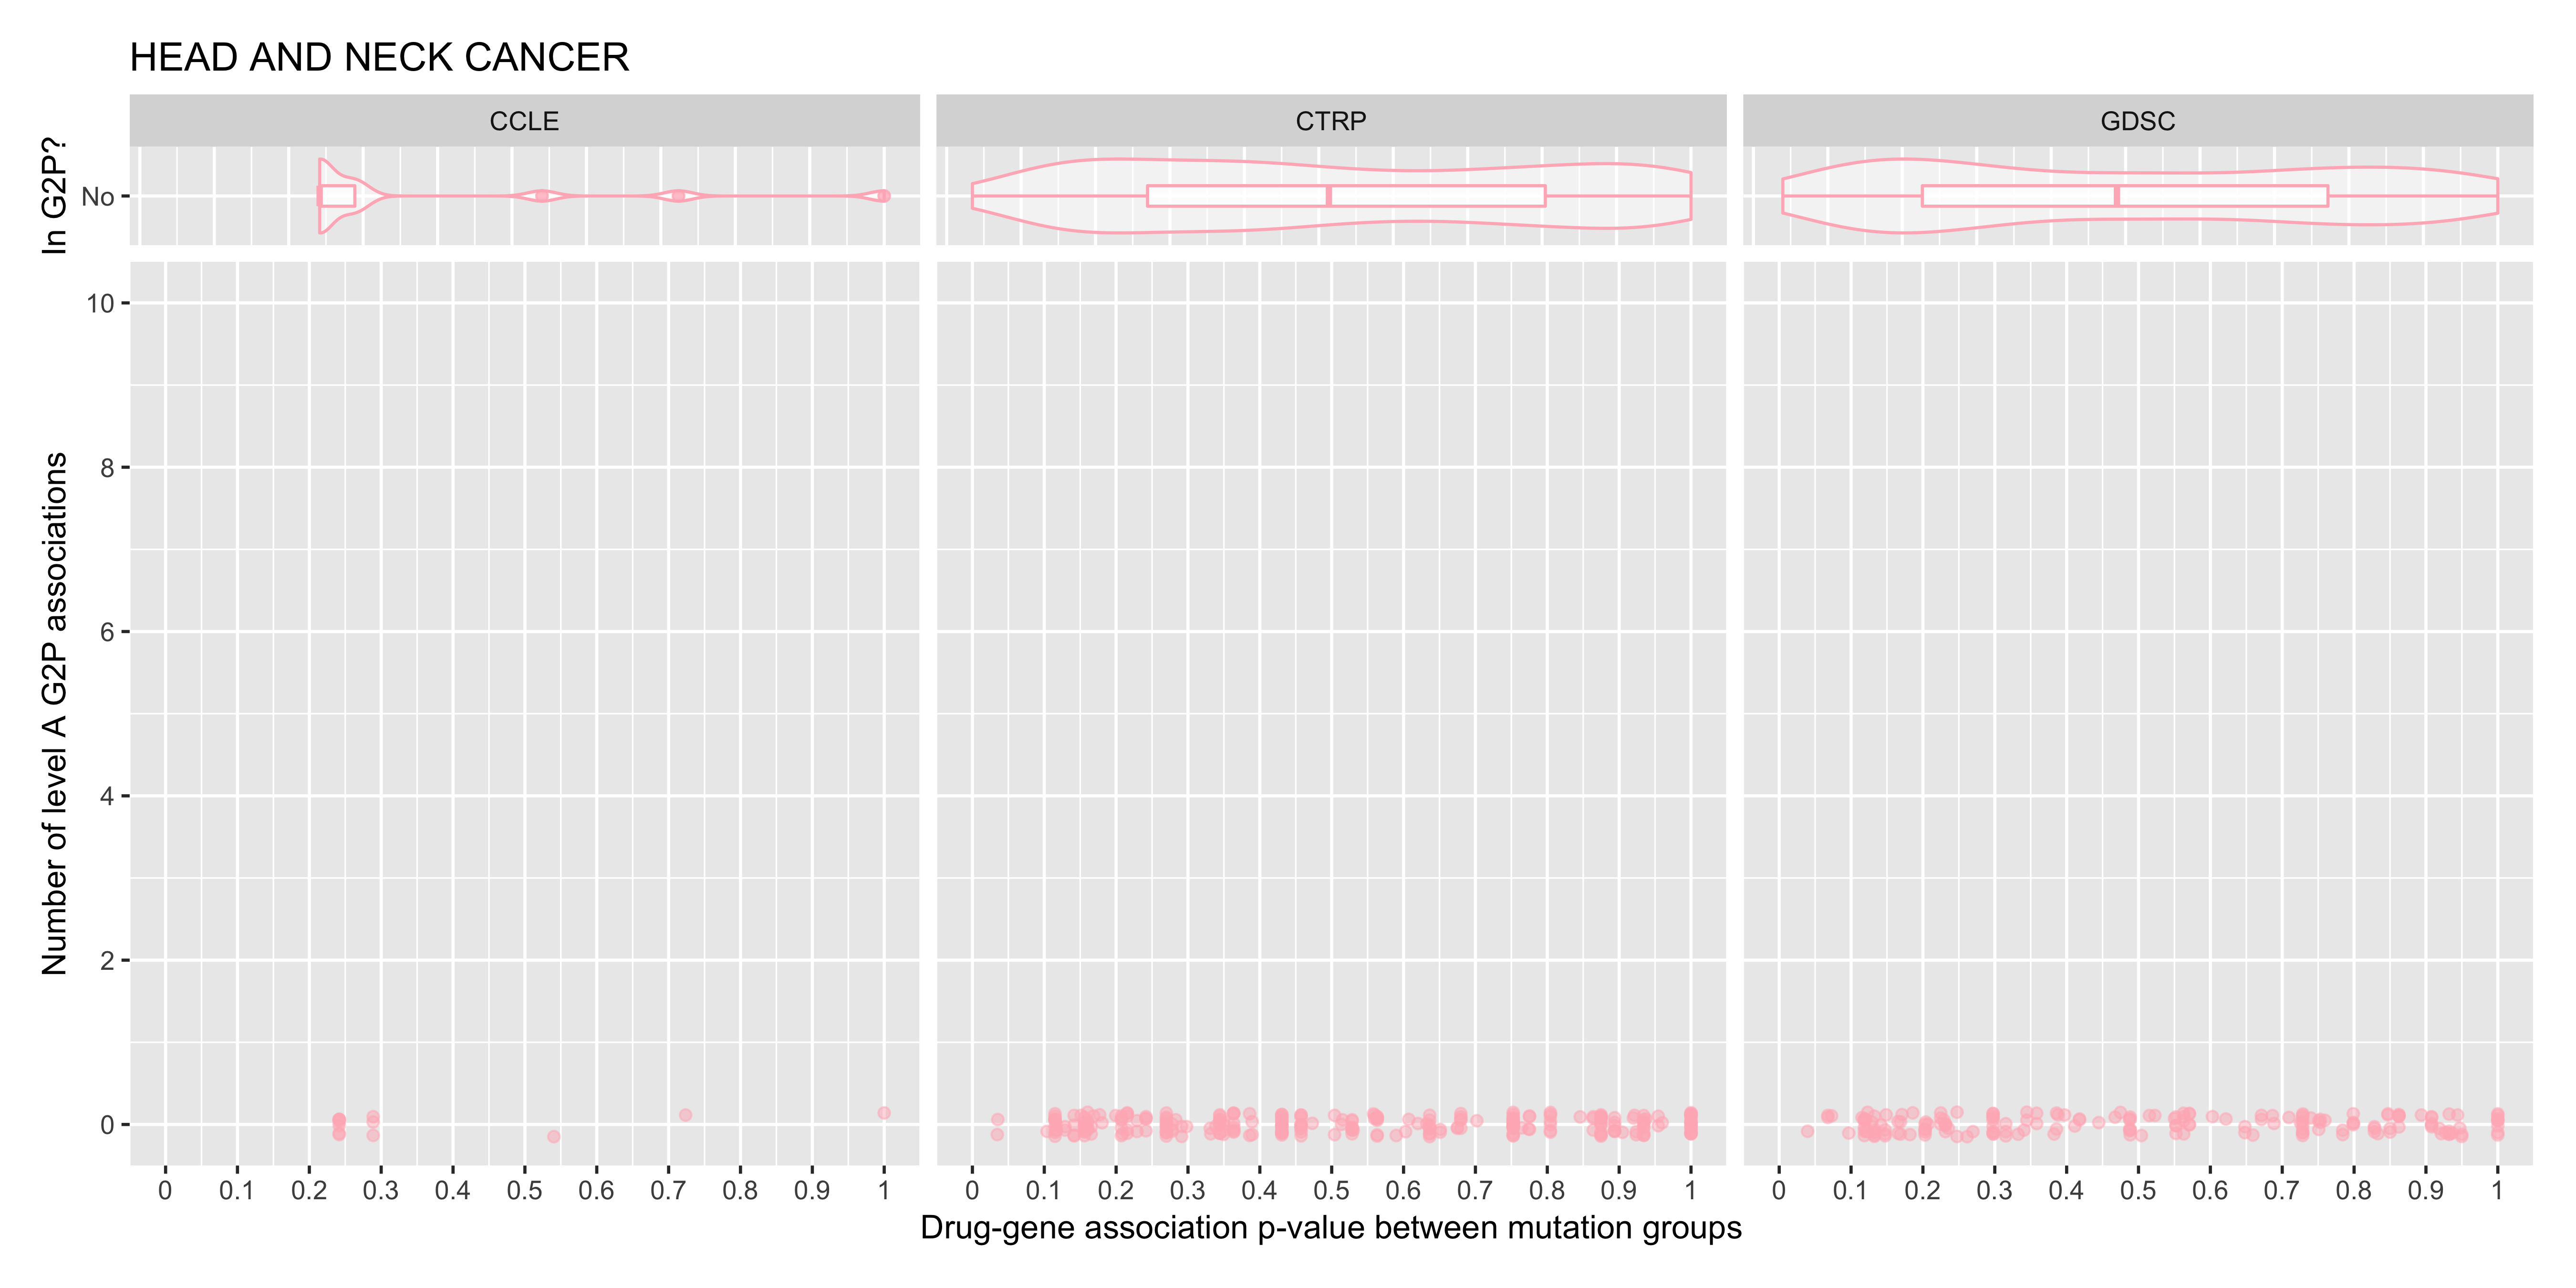 HEAD AND NECK CANCER
CCLE
CTRP
GDSC
In G2P?
No
Number of level A G2P associations
10
8
6
4
2
0
0 0.1 0.2 0.3 0.4 0.5 0.6 0.7 0.8 0.9 1
0 0.1 0.2 0.3 0.4 0.5 0.6 0.7 0.8 0.9 1
0 0.1 0.2 0.3 0.4 0.5 0.6 0.7 0.8 0.9 1
Drug-gene association p-value between mutation groups